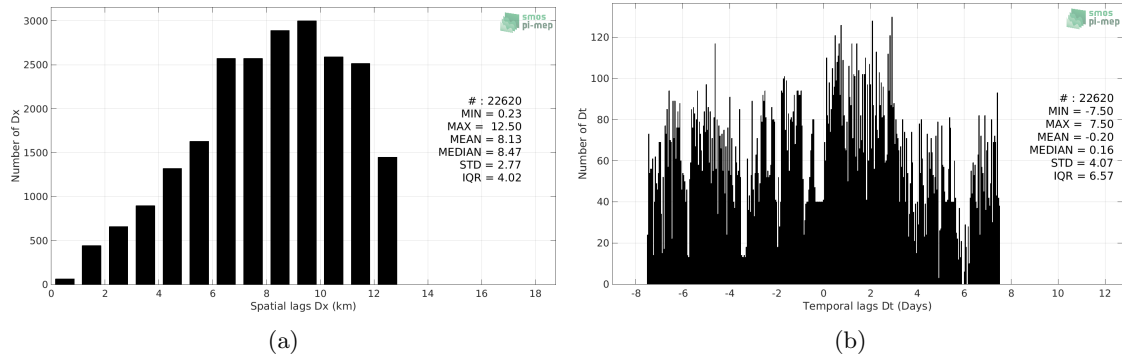 smos
pi-mep
3000
2500
2000
1500
1000
500
0
Number of Dx
# : 22620
MIN = 0.23
MAX = 12.50
MEAN = 8.13
MEDIAN = 8.47
STD = 2.77
IQR = 4.02
0 2 4 6 8 10 12 14 16 18
Spatial lags Dx (km)
(a)
smos
pi-mep
120
100
80
60
40
20
0
Number of Dt
# : 22620
MIN = -7.50
MAX = 7.50
MEAN = -0.20
MEDIAN = 0.16
STD = 4.07
IQR = 6.57
-8 -6 -4 -2 0 2 4 6 8 10 12
Temporal lags Dt (Days)
(b)